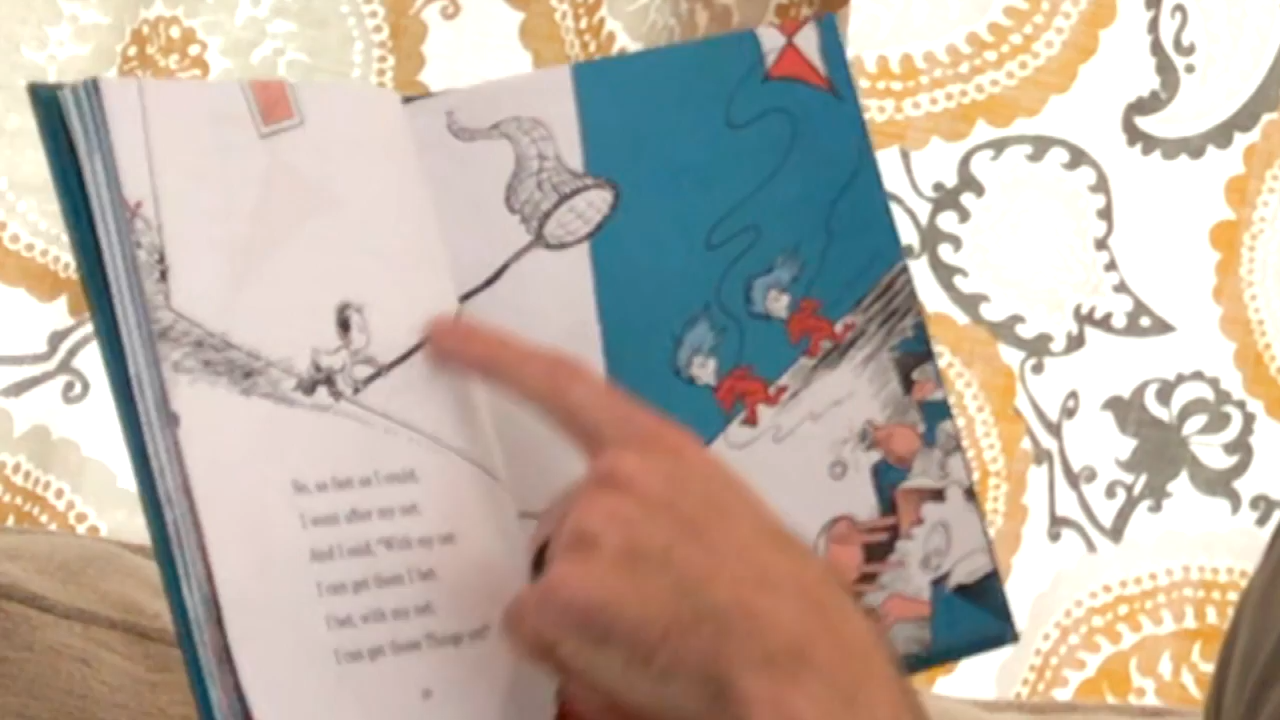 So, as fast as I could,
I went after my net.
And I said, "With my net
I can get them I bet.
I bet, with my net,
I can get those Things yet!"